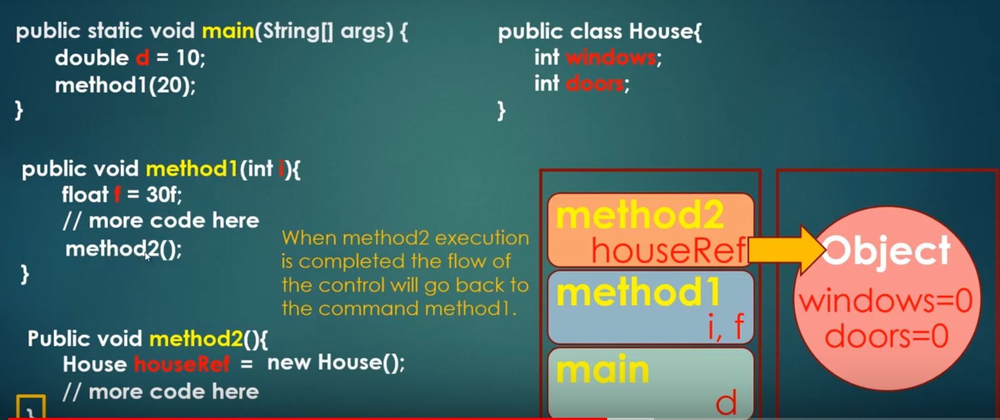 public static void main(String[] args) {
double d = 10;
method1(20);
}
public class House{
int windows;
int doors;
}
public void method1(int i){
float f = 30f;
// more code here
method2();
}
When method2 execution
is completed the flow of
the control will go back to
the command method1.
Public void method2(){
House houseRef = new House();
// more code here
}
method2
houseRef
method1
i, f
main
d
Object
windows=0
doors=0